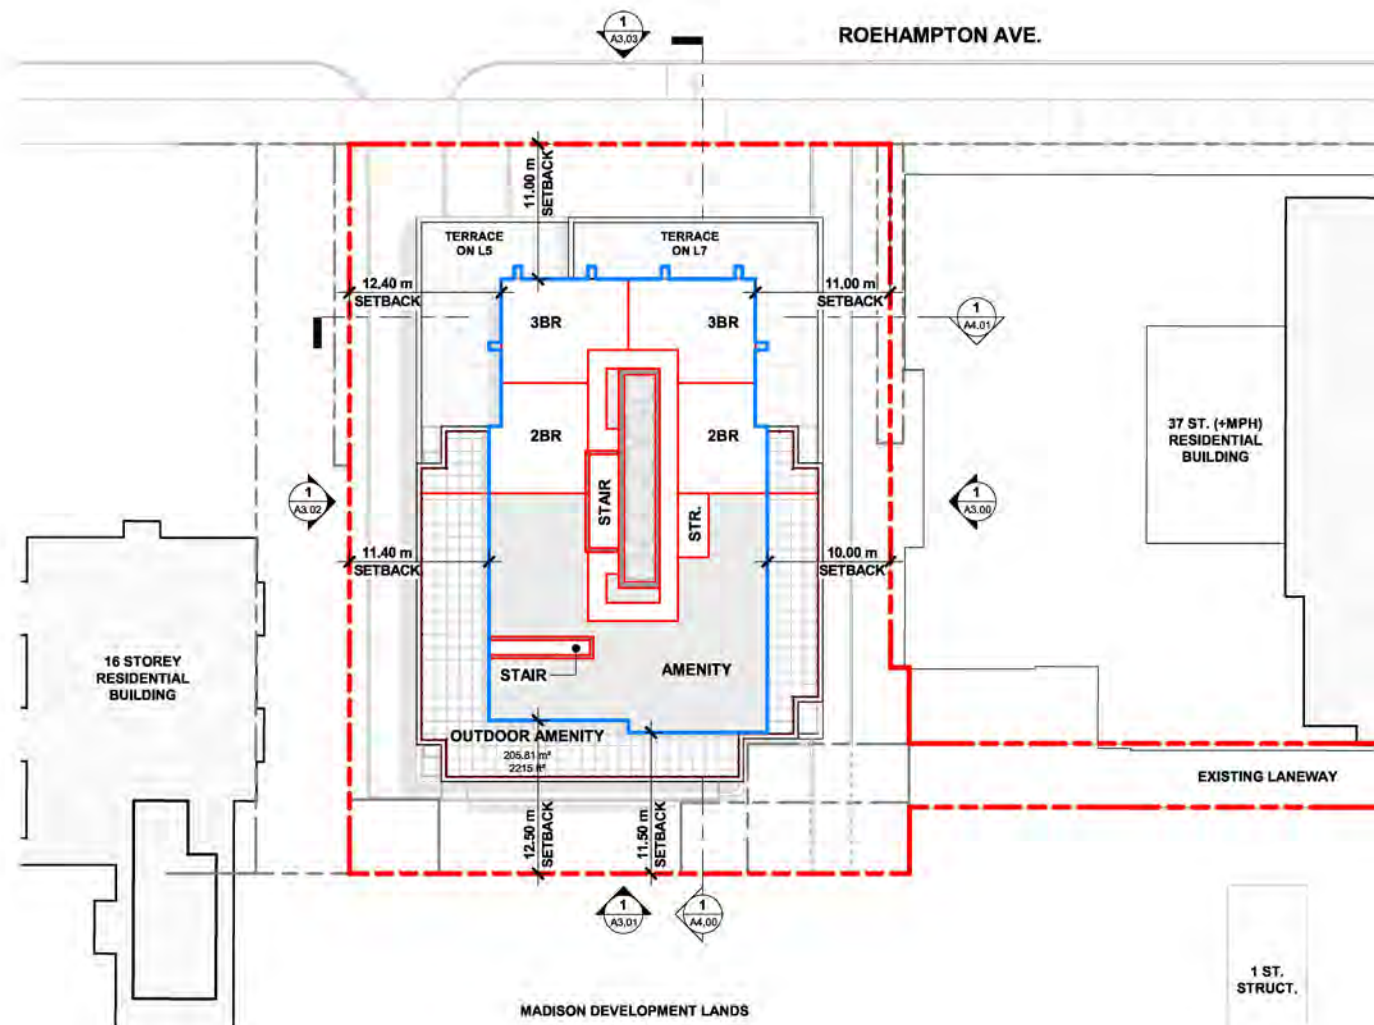 1
A3.03
ROEHAMPTON AVE.
11.00 m
SETBACK
TERRACE
ON L5
TERRACE
ON L7
12.40 m
SETBACK
11.00 m
SETBACK
3BR
3BR
1
A4.01
2BR
2BR
37 ST. (+MPH)
RESIDENTIAL
BUILDING
1
A3.02
STAIR
STR.
1
A3.00
11.40 m
SETBACK
10.00 m
SETBACK
16 STOREY
RESIDENTIAL
BUILDING
STAIR
AMENITY
OUTDOOR AMENITY
205.81 m²
2215 ft²
EXISTING LANEWAY
12.50 m
SETBACK
11.50 m
SETBACK
1
A3.01
1
A4.00
1 ST.
STRUCT.
MADISON DEVELOPMENT LANDS